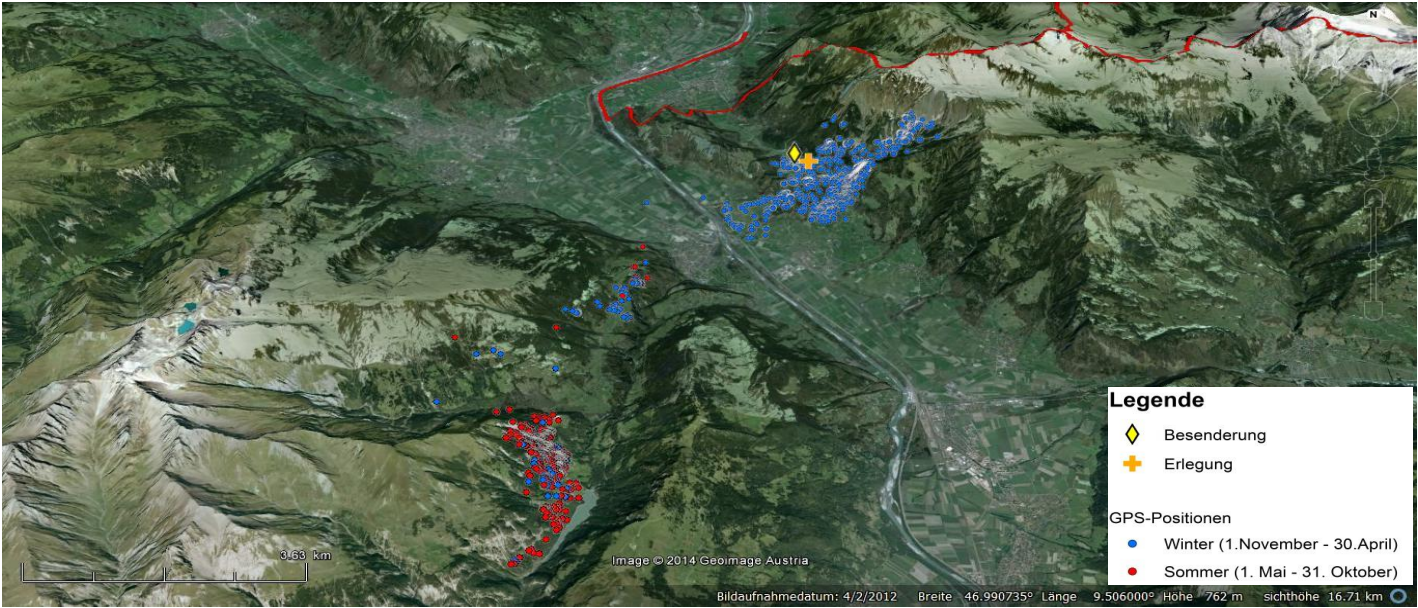 N
Legende
Besenderung
Erlegung
GPS-Positionen
Winter (1.November - 30.April)
Sommer (1. Mai - 31. Oktober)
3.63 km
Image © 2014 Geoimage Austria
Bildaufnahmedatum: 4/2/2012 Breite 46.990735° Länge 9.506000° Höhe 762 m sichthöhe 16.71 km